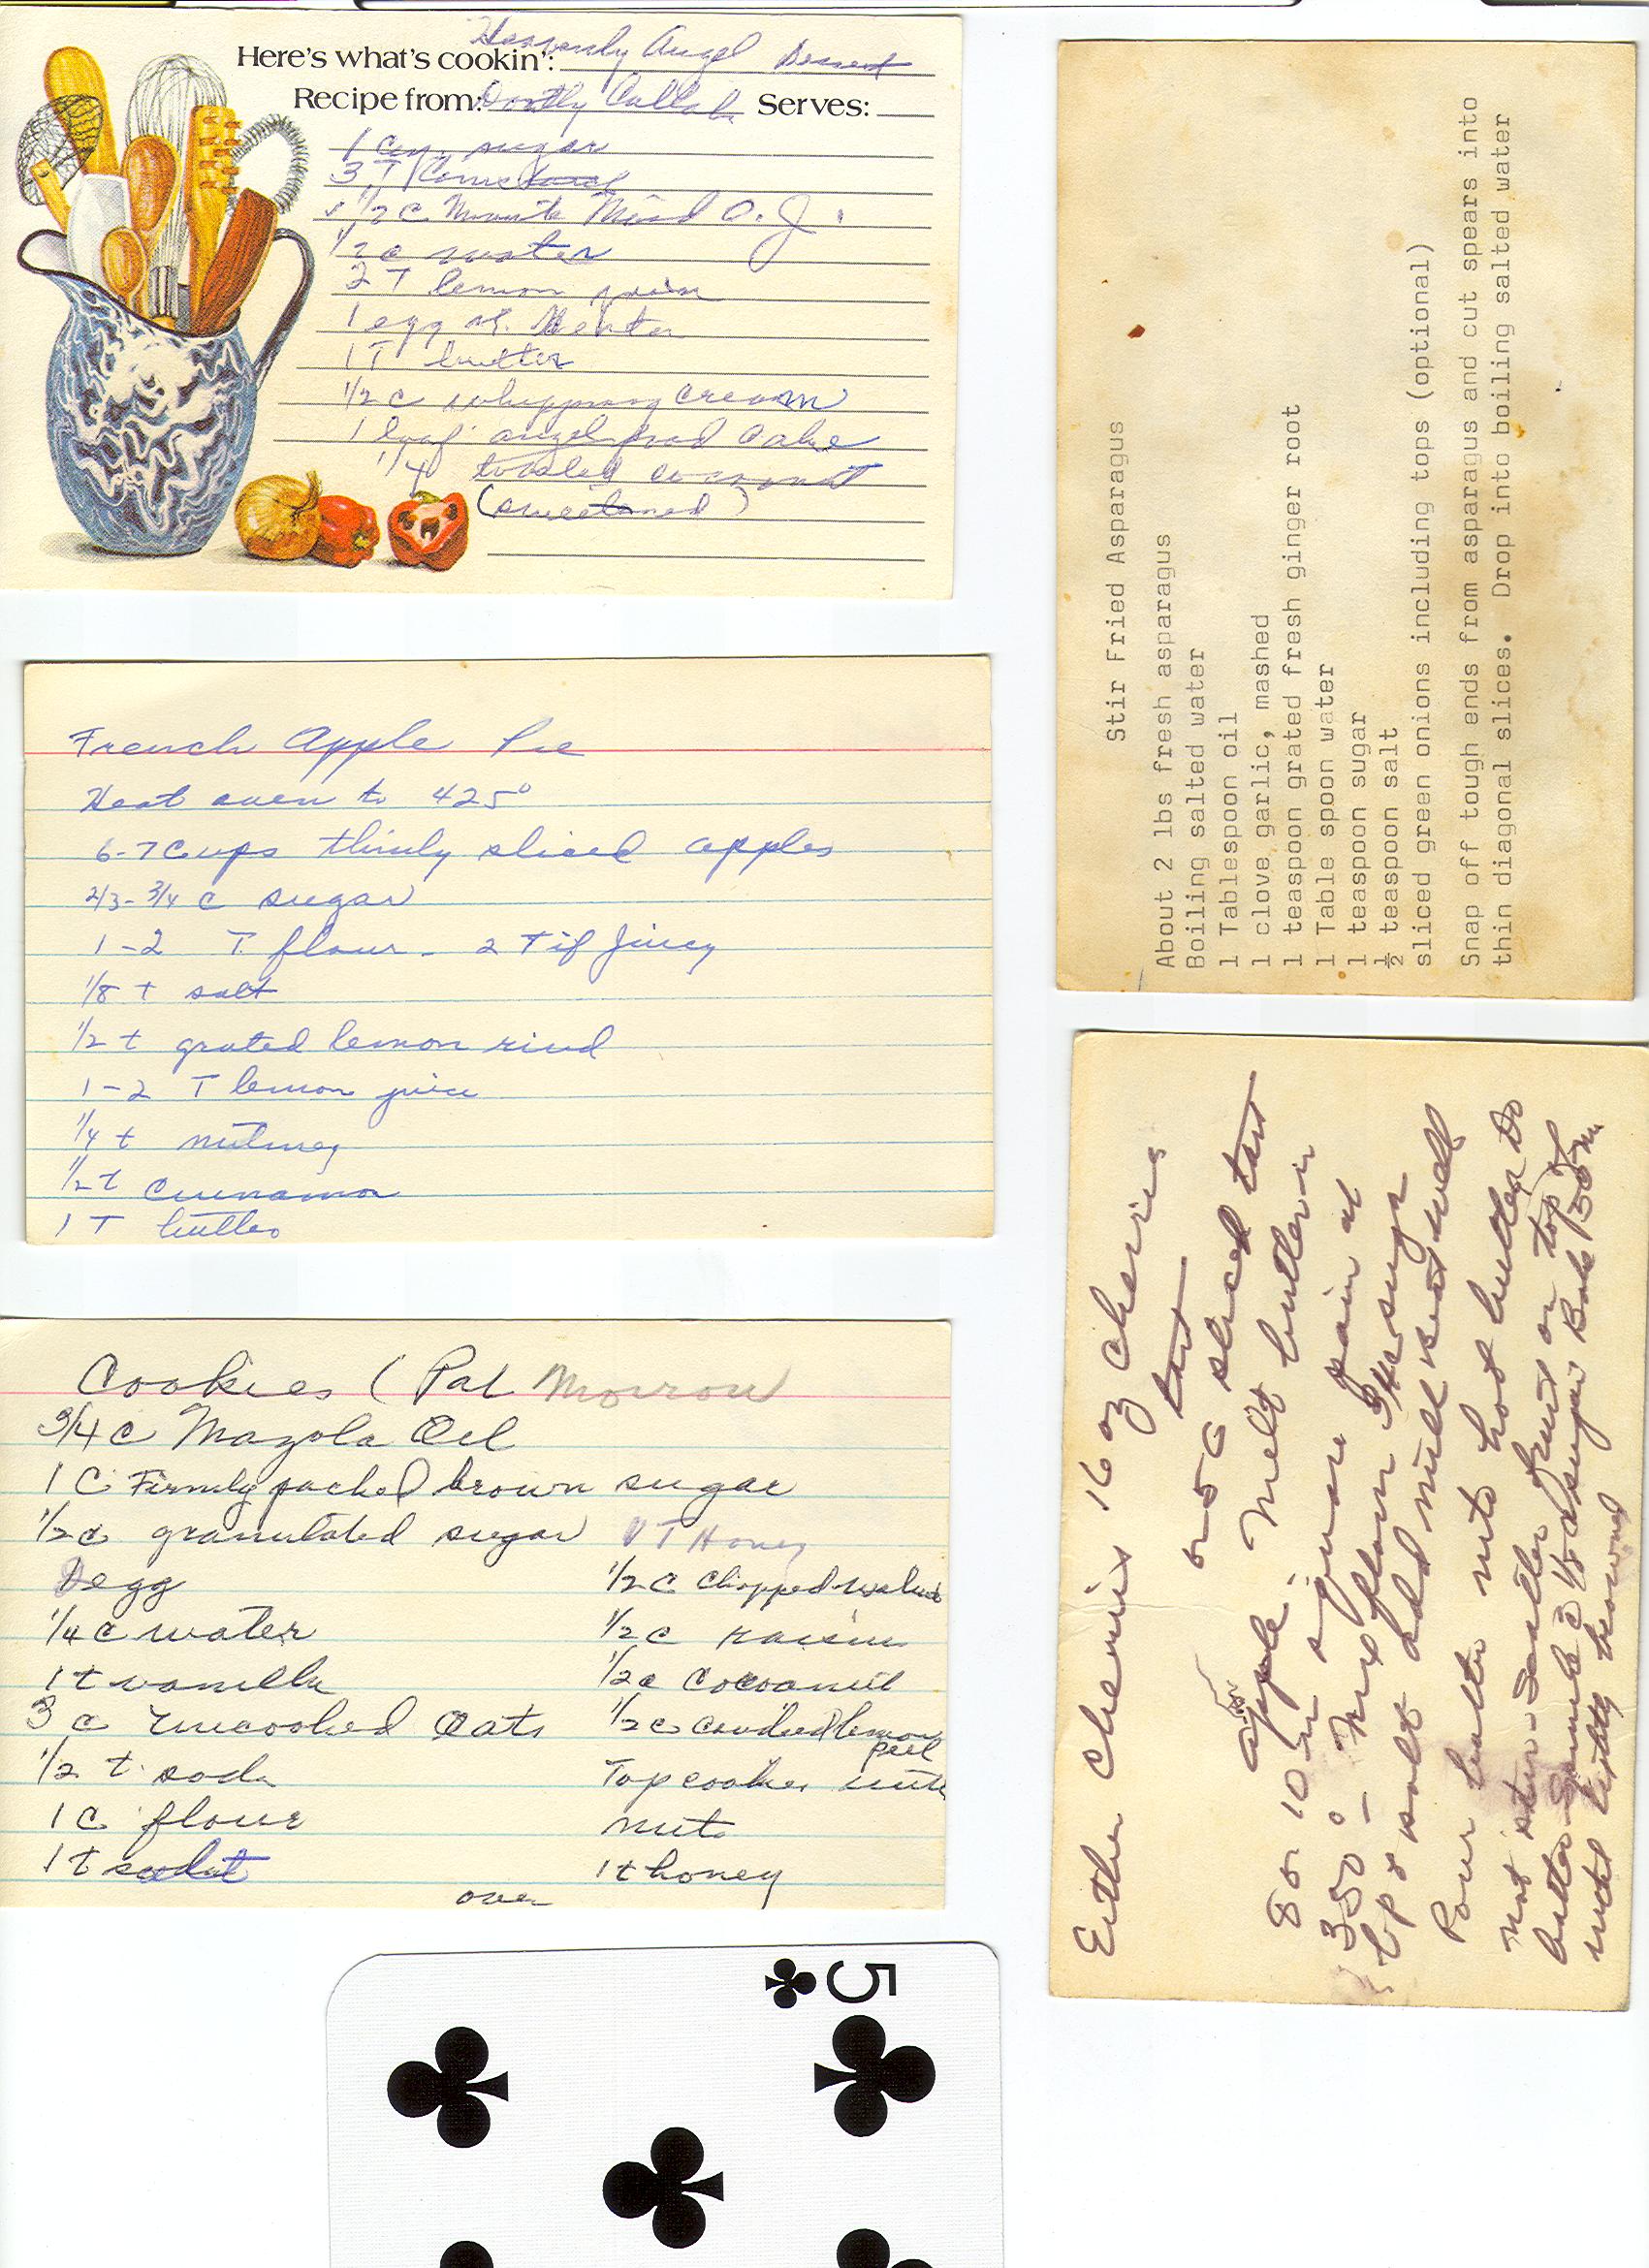 Here's what's cookin': Heavenly Angel Dessert
Recipe from: Serves:
1 cup sugar
3 T Cornstarch
1/2 c Minute Maid O.J.
1/2 c water
2 T lemon juice
1 egg
1 T butter
1/2 c whipping cream
1 loaf angel food cake
1/4 toasted coconut
(sweetened)
French Apple Pie
Heat oven to 425°
6-7 Cups thinly sliced apples
2/3-3/4 c sugar
1-2 T. flour - 2 T if Juicy
1/8 t salt
1/2 t grated lemon rind
1-2 T lemon juice
1/4 t nutmeg
1/2 t cinnamon
1 T butter
Cookies (Pat Morrow
3/4 c Mazola Oil
1 C Firmly packed brown sugar
1/2 c granulated sugar 1 T Honey
egg
1/4 c water
1 t vanilla
3 c uncooked Oats
1/2 t soda
1 C flour
1 t salt
1/2 c chopped walnuts
1/2 c raisins
1/2 c Cocoanut
1/2 c candied lemon
peel
Top cookies with
nuts
1 t honey
over
Stir Fried Asparagus
About 2 lbs fresh asparagus
Boiling salted water
1 Tablespoon oil
1 clove garlic, mashed
1 teaspoon grated fresh ginger root
1 Table spoon water
1 teaspoon sugar
½ teaspoon salt
sliced green onions including tops (optional)
Snap off tough ends from asparagus and cut spears into
thin diagonal slices. Drop into boiling salted water
Either cherries 16 oz cherries
tart
or 5 c sliced tart
apple. Melt butter in
8 or 10 in square pan at
350°. Mix flour 3/4 c sugar
bp & salt add milk beat well
Pour batter into hot butter Do
not stir - fruit on top of
batter sprinkle c 1/2 c sugar Bake 50 m
until lightly browned
5